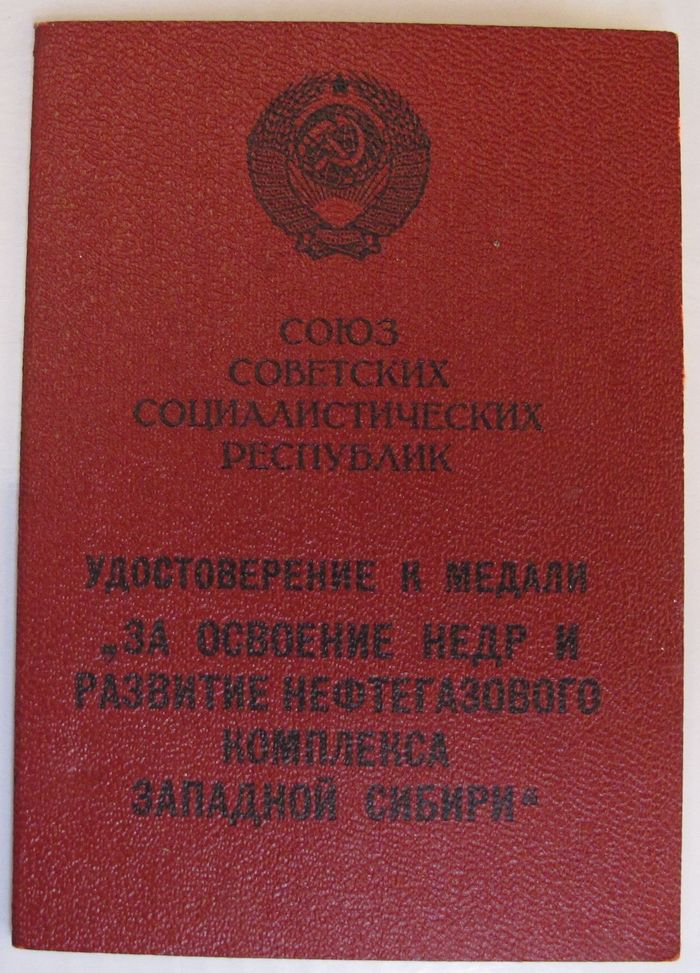 СОЮЗ
СОВЕТСКИХ
СОЦИАЛИСТИЧЕСКИХ
РЕСПУБЛИК
УДОСТОВЕРЕНИЕ К МЕДАЛИ
„ЗА ОСВОЕНИЕ НЕДР И
РАЗВИТИЕ НЕФТЕГАЗОВОГО
КОМПЛЕКСА
ЗАПАДНОЙ СИБИРИ“